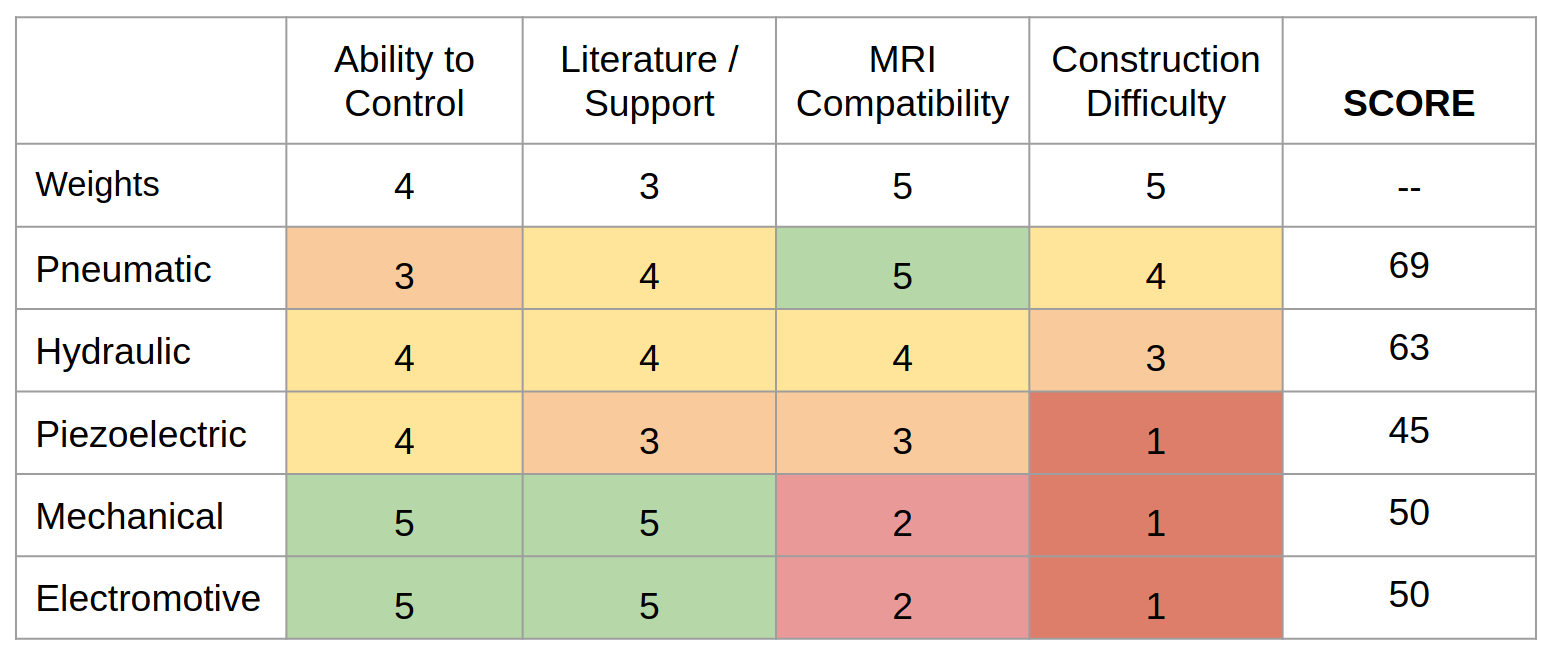 Ability to Control Literature / Support MRI Compatibility Construction Difficulty SCORE
Weights 4 3 5 5 --
Pneumatic 3 4 5 4 69
Hydraulic 4 4 4 3 63
Piezoelectric 4 3 3 1 45
Mechanical 5 5 2 1 50
Electromotive 5 5 2 1 50